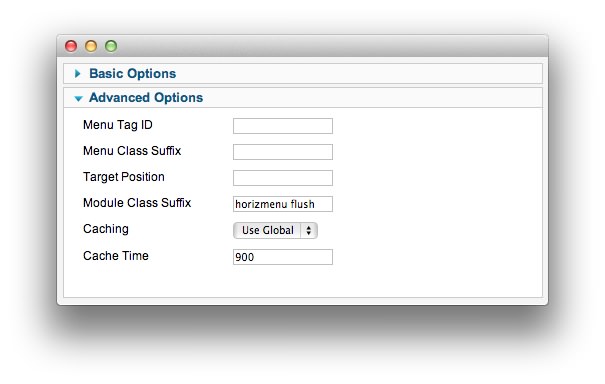 Basic Options
Advanced Options
Menu Tag ID
Menu Class Suffix
Target Position
Module Class Suffix horizmenu flush
Caching Use Global
Cache Time 900